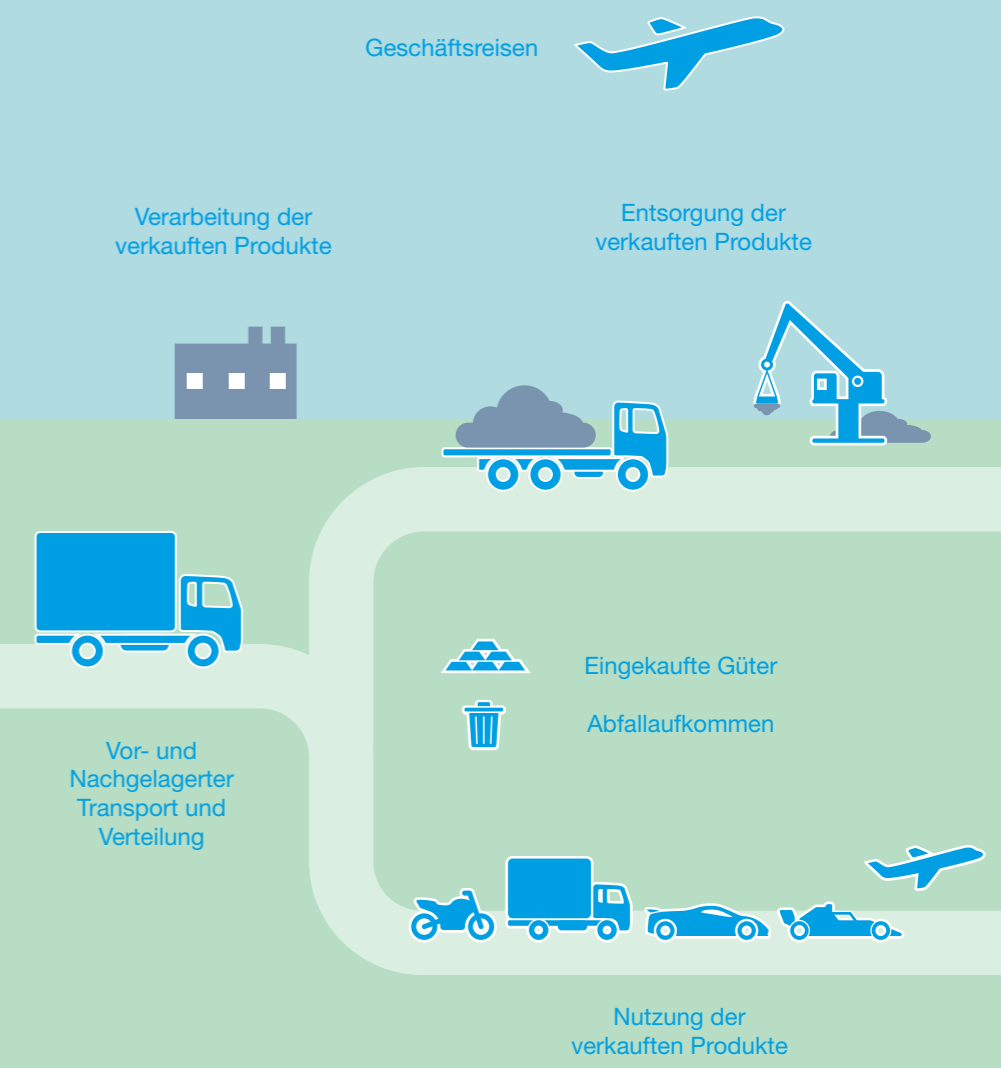 Geschäftsreisen
Verarbeitung der
verkauften Produkte
Entsorgung der
verkauften Produkte
Eingekaufte Güter
Abfallaufkommen
Vor- und
Nachgelagerter
Transport und
Verteilung
Nutzung der
verkauften Produkte